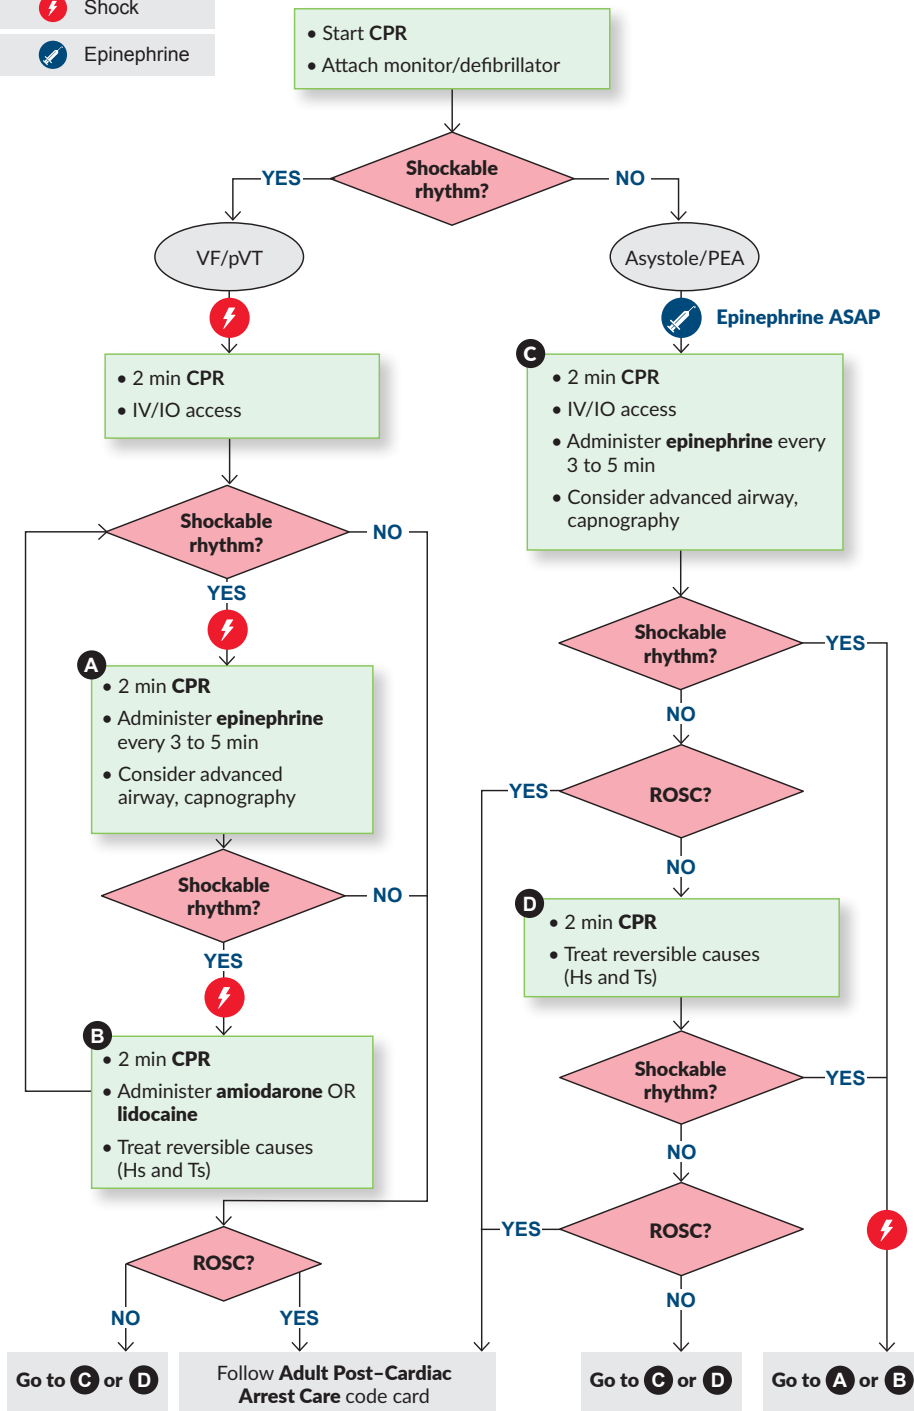 Shock
Epinephrine
• Start CPR
• Attach monitor/defibrillator
Shockable
rhythm?
YES
NO
VF/pVT
Asystole/PEA
Epinephrine ASAP
• 2 min CPR
• IV/IO access
C
• 2 min CPR
• IV/IO access
• Administer epinephrine every
3 to 5 min
• Consider advanced airway,
capnography
Shockable
rhythm?
NO
YES
A
• 2 min CPR
• Administer epinephrine
every 3 to 5 min
• Consider advanced
airway, capnography
Shockable
rhythm?
NO
YES
B
• 2 min CPR
• Administer amiodarone OR
lidocaine
• Treat reversible causes
(Hs and Ts)
ROSC?
NO
YES
Shockable
rhythm?
YES
NO
ROSC?
YES
NO
D
• 2 min CPR
• Treat reversible causes
(Hs and Ts)
Shockable
rhythm?
YES
NO
ROSC?
YES
NO
Go to C or D
Follow Adult Post–Cardiac
Arrest Care code card
Go to C or D
Go to A or B